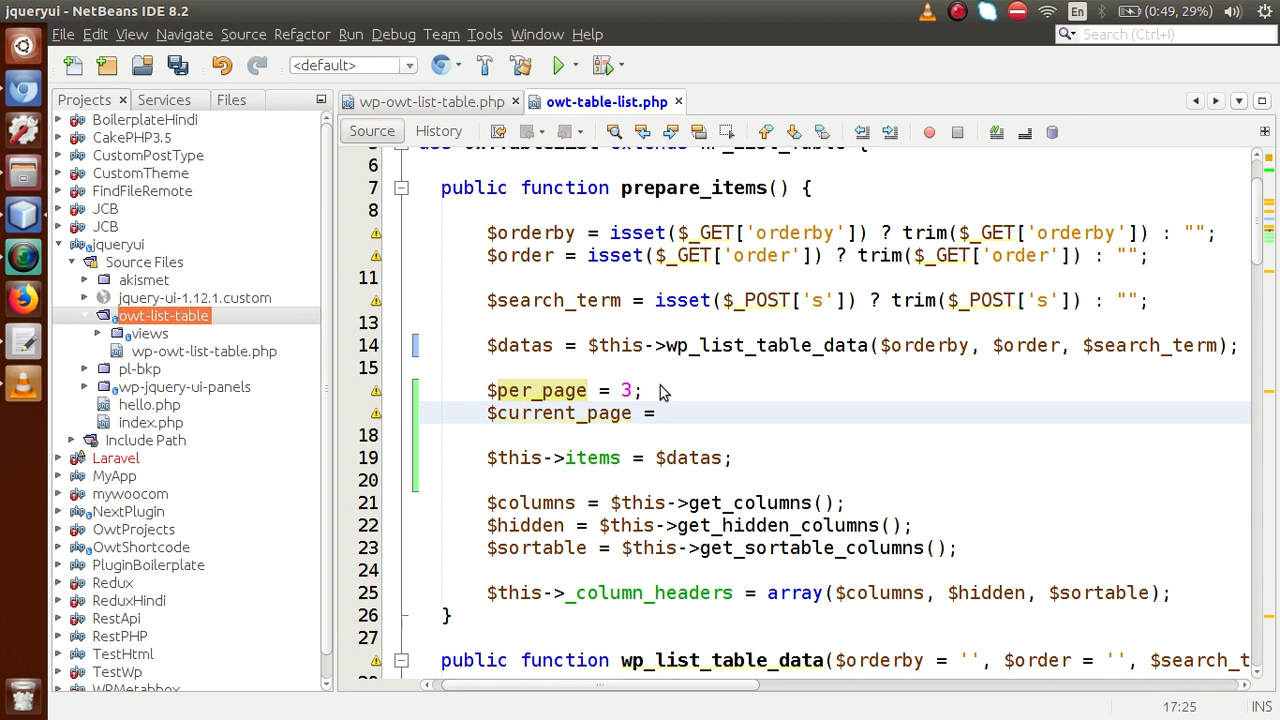 jqueryui - NetBeans IDE 8.2
En
(0:49, 29%)
File Edit View Navigate Source Refactor Run Debug Team Tools Window Help
Search (Ctrl+I)
<default>
Projects Services Files
wp-owt-list-table.php
owt-table-list.php
Source History
BoilerplateHindi
CakePHP3.5
CustomPostType
CustomTheme
FindFileRemote
JCB
JCB
jqueryui
Source Files
akismet
jquery-ui-1.12.1.custom
owt-list-table
views
wp-owt-list-table.php
pl-bkp
wp-jquery-ui-panels
hello.php
index.php
Include Path
Laravel
MyApp
mywoocom
NextPlugin
OwtProjects
OwtShortcode
PluginBoilerplate
Redux
ReduxHindi
RestApi
RestPHP
TestHtml
TestWp
WPMetabbox
6
7 public function prepare_items() {
8
$orderby = isset($_GET['orderby']) ? trim($_GET['orderby']) : "";
$order = isset($_GET['order']) ? trim($_GET['order']) : "";
11
$search_term = isset($_POST['s']) ? trim($_POST['s']) : "";
13
14 $datas = $this->wp_list_table_data($orderby, $order, $search_term);
15
$per_page = 3;
$current_page =
18
19 $this->items = $datas;
20
21 $columns = $this->get_columns();
22 $hidden = $this->get_hidden_columns();
23 $sortable = $this->get_sortable_columns();
24
25 $this->_column_headers = array($columns, $hidden, $sortable);
26 }
27
public function wp_list_table_data($orderby = '', $order = '', $search_t
17:25 INS